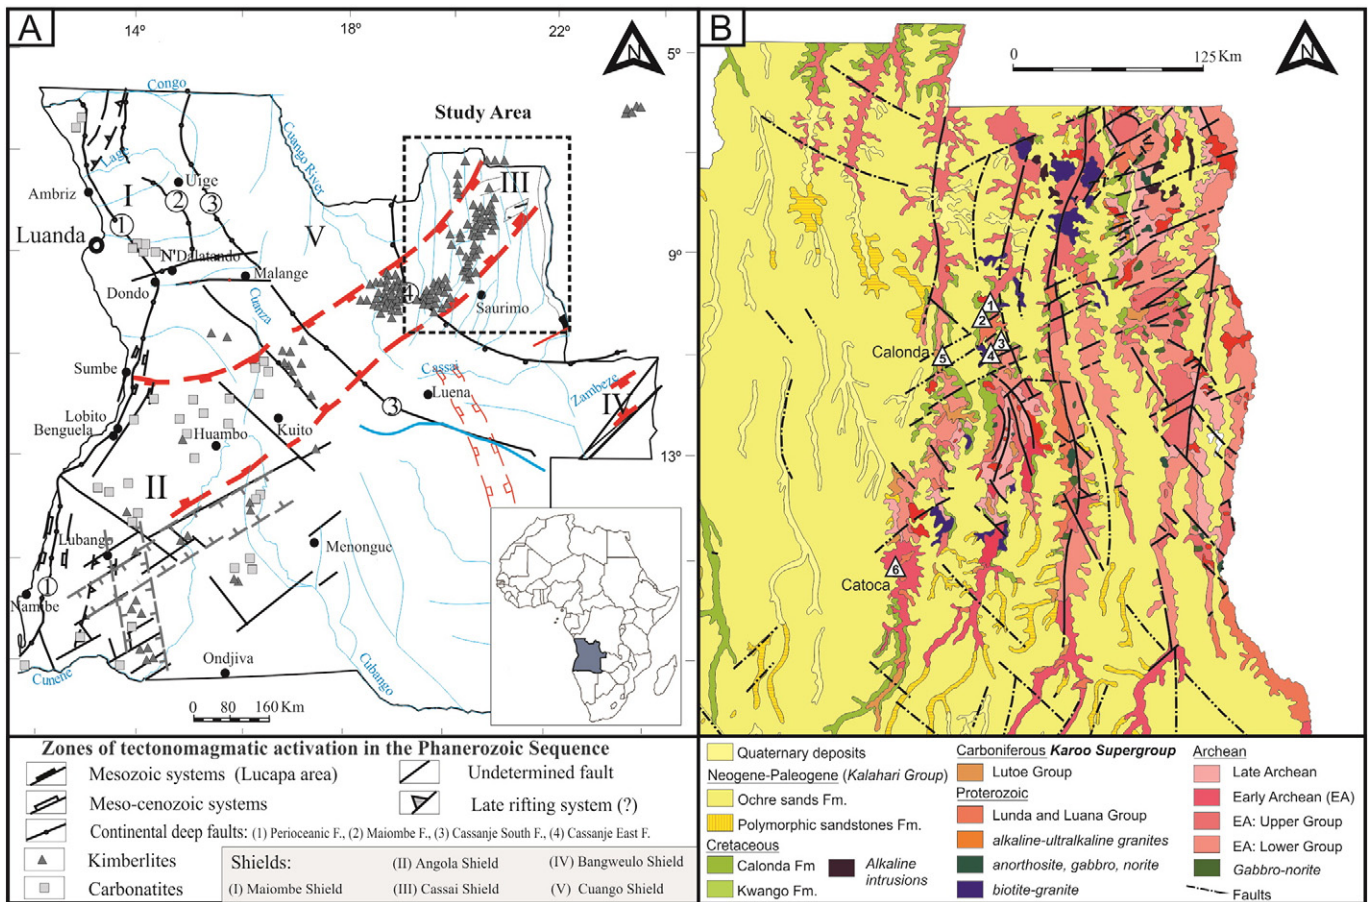 A
14º
18º
22º
N
5º
9º
13º
Study Area
Congo
Cuango River
Lage
Ambriz
I
Uige
2
3
III
1
Luanda
V
N'Dalatando
Malange
Dondo
4
Saurimo
Cuanza
Sumbe
Cassai
Luena
Zambeze
IV
3
Lobito
Benguela
Huambo
Kuito
II
Lubango
Menongue
1
Namibe
Ondjiva
Cunene
Cubango
0 80 160 Km
Zones of tectonomagmatic activation in the Phanerozoic Sequence
Mesozoic systems (Lucapa area)
Undetermined fault
Meso-cenozoic systems
Late rifting system (?)
Continental deep faults: (1) Perioceanic F., (2) Maiombe F., (3) Cassanje South F., (4) Cassanje East F.
Kimberlites
Carbonatites
Shields:
(II) Angola Shield
(IV) Bangweulo Shield
(I) Maiombe Shield
(III) Cassai Shield
(V) Cuango Shield
B
0
125 Km
N
1
2
3
4
Calonda
5
6
Catoca
Quaternary deposits
Neogene-Paleogene (Kalahari Group)
Ochre sands Fm.
Polymorphic sandstones Fm.
Cretaceous
Calonda Fm
Kwango Fm.
Alkaline
intrusions
Carboniferous Karoo Supergroup
Lutoe Group
Proterozoic
Lunda and Luana Group
alkaline-ultralkaline granites
anorthosite, gabbro, norite
biotite-granite
Archean
Late Archean
Early Archean (EA)
EA: Upper Group
EA: Lower Group
Gabbro-norite
Faults